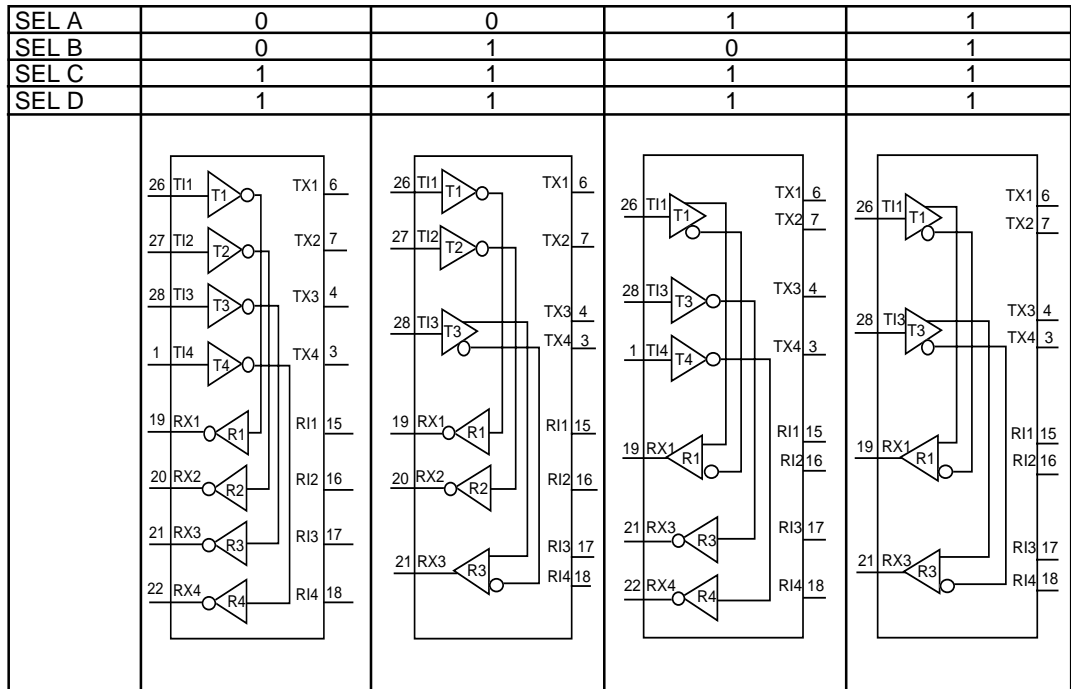 SEL A 0 0 1 1
SEL B 0 1 0 1
SEL C 1 1 1 1
SEL D 1 1 1 1
26 TI1 T1 TX1 6
27 TI2 T2 TX2 7
28 TI3 T3 TX3 4
1 TI4 T4 TX4 3
19 RX1 R1 RI1 15
20 RX2 R2 RI2 16
21 RX3 R3 RI3 17
22 RX4 R4 RI4 18
26 TI1 T1 TX1 6
27 TI2 T2 TX2 7
28 TI3 T3 TX3 4
TX4 3
19 RX1 R1 RI1 15
20 RX2 R2 RI2 16
21 RX3 R3 RI3 17
RI4 18
26 TI1 T1 TX1 6
TX2 7
28 TI3 T3 TX3 4
1 TI4 T4 TX4 3
19 RX1 R1 RI1 15
RI2 16
21 RX3 R3 RI3 17
22 RX4 R4 RI4 18
26 TI1 T1 TX1 6
TX2 7
28 TI3 T3 TX3 4
TX4 3
19 RX1 R1 RI1 15
RI2 16
21 RX3 R3 RI3 17
RI4 18